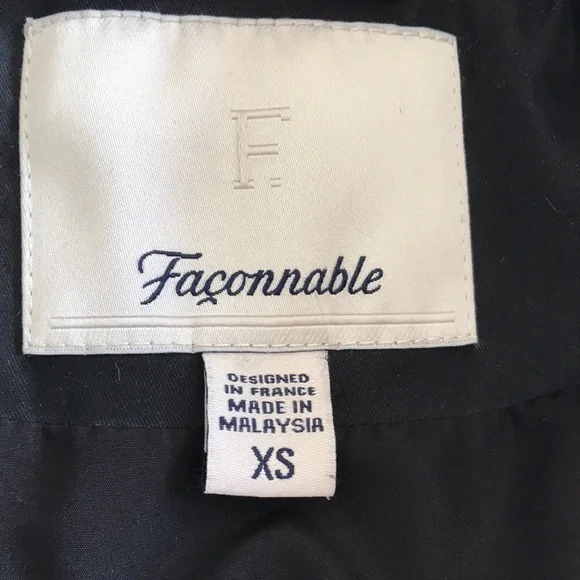 F.
Façonnable
DESIGNED
IN FRANCE
MADE IN
MALAYSIA
XS